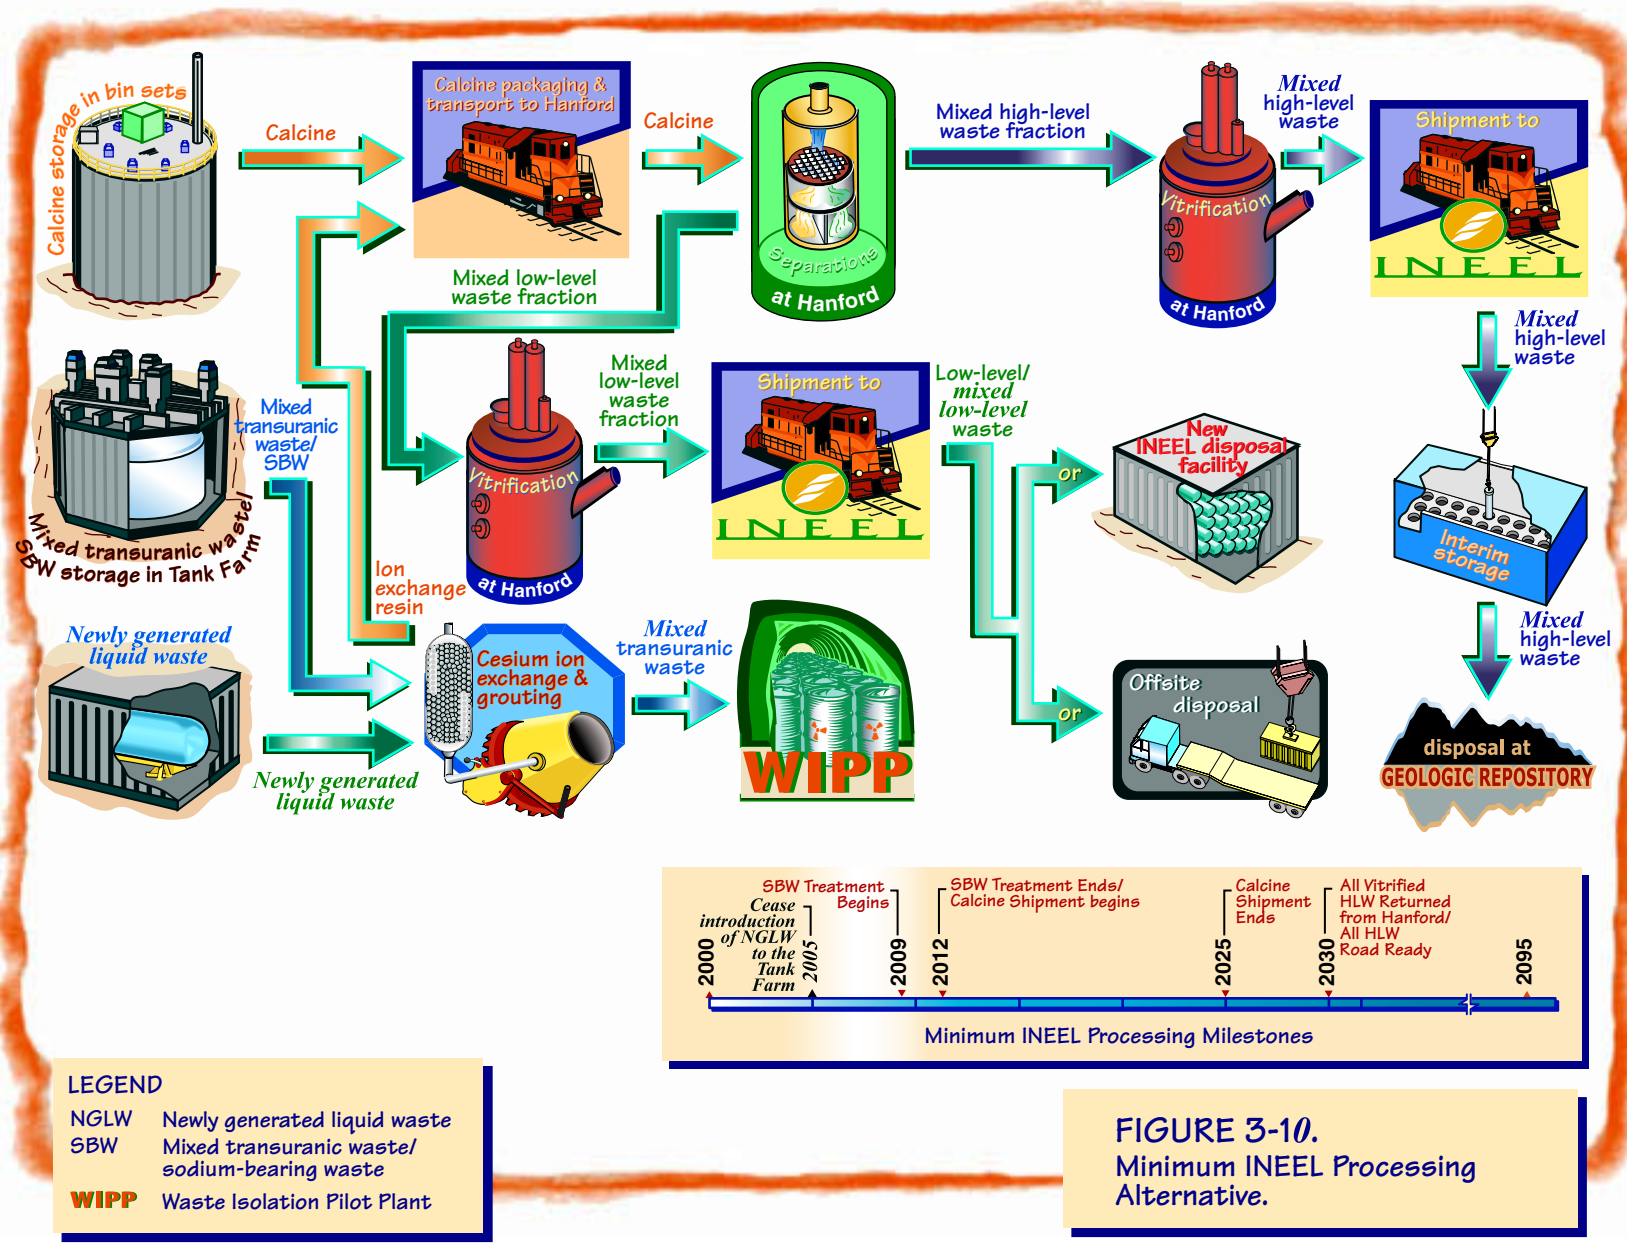 Calcine storage in bin sets
Calcine
Calcine packaging &
transport to Hanford
Calcine
Separations
at Hanford
Mixed high-level
waste fraction
Vitrification
at Hanford
Mixed
high-level
waste
Shipment to
INEEL
Mixed
high-level
waste
Mixed low-level
waste fraction
Mixed transuranic waste/
SBW storage in Tank Farm
Mixed
transuranic
waste/
SBW
Vitrification
at Hanford
Mixed
low-level
waste
fraction
Shipment to
INEEL
Low-level/
mixed
low-level
waste
or
New
INEEL disposal
facility
Interim
storage
Ion
exchange
resin
Newly generated
liquid waste
Newly generated
liquid waste
Cesium ion
exchange &
grouting
Mixed
transuranic
waste
WIPP
or
Offsite
disposal
Mixed
high-level
waste
disposal at
GEOLOGIC REPOSITORY
2000
Cease
introduction
of NGLW
to the
Tank
Farm
2005
SBW Treatment
Begins
2009
SBW Treatment Ends/
Calcine Shipment begins
2012
Calcine
Shipment
Ends
2025
All Vitrified
HLW Returned
from Hanford/
All HLW
Road Ready
2030
2095
Minimum INEEL Processing Milestones
LEGEND
NGLW Newly generated liquid waste
SBW Mixed transuranic waste/
sodium-bearing waste
WIPP Waste Isolation Pilot Plant
FIGURE 3-10.
Minimum INEEL Processing
Alternative.